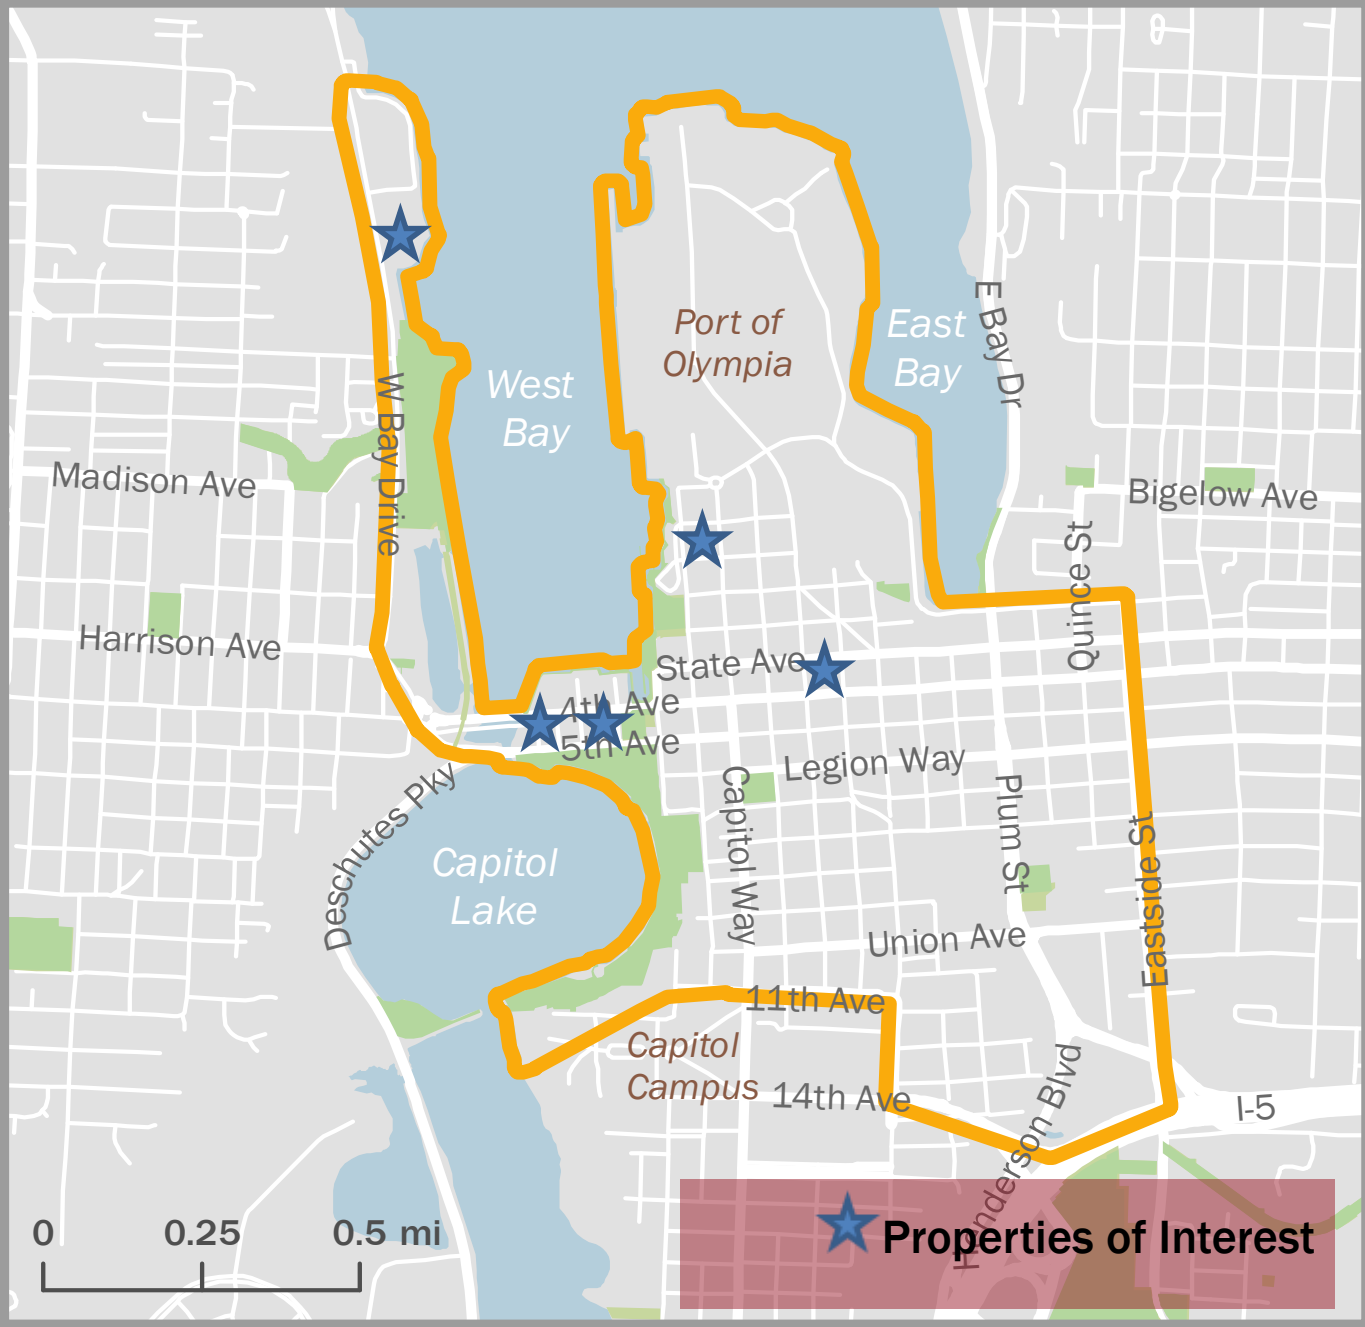 E Bay Dr
Port of
Olympia
East
Bay
West
Bay
W Bay Drive
Madison Ave
Bigelow Ave
Quince St
Harrison Ave
State Ave
4th Ave
5th Ave
Legion Way
Deschutes Pky
Capitol Way
Plum St
Eastside St
Capitol
Lake
Union Ave
11th Ave
Capitol
Campus
14th Ave
Henderson Blvd
I-5
0 0.25 0.5 mi
Properties of Interest